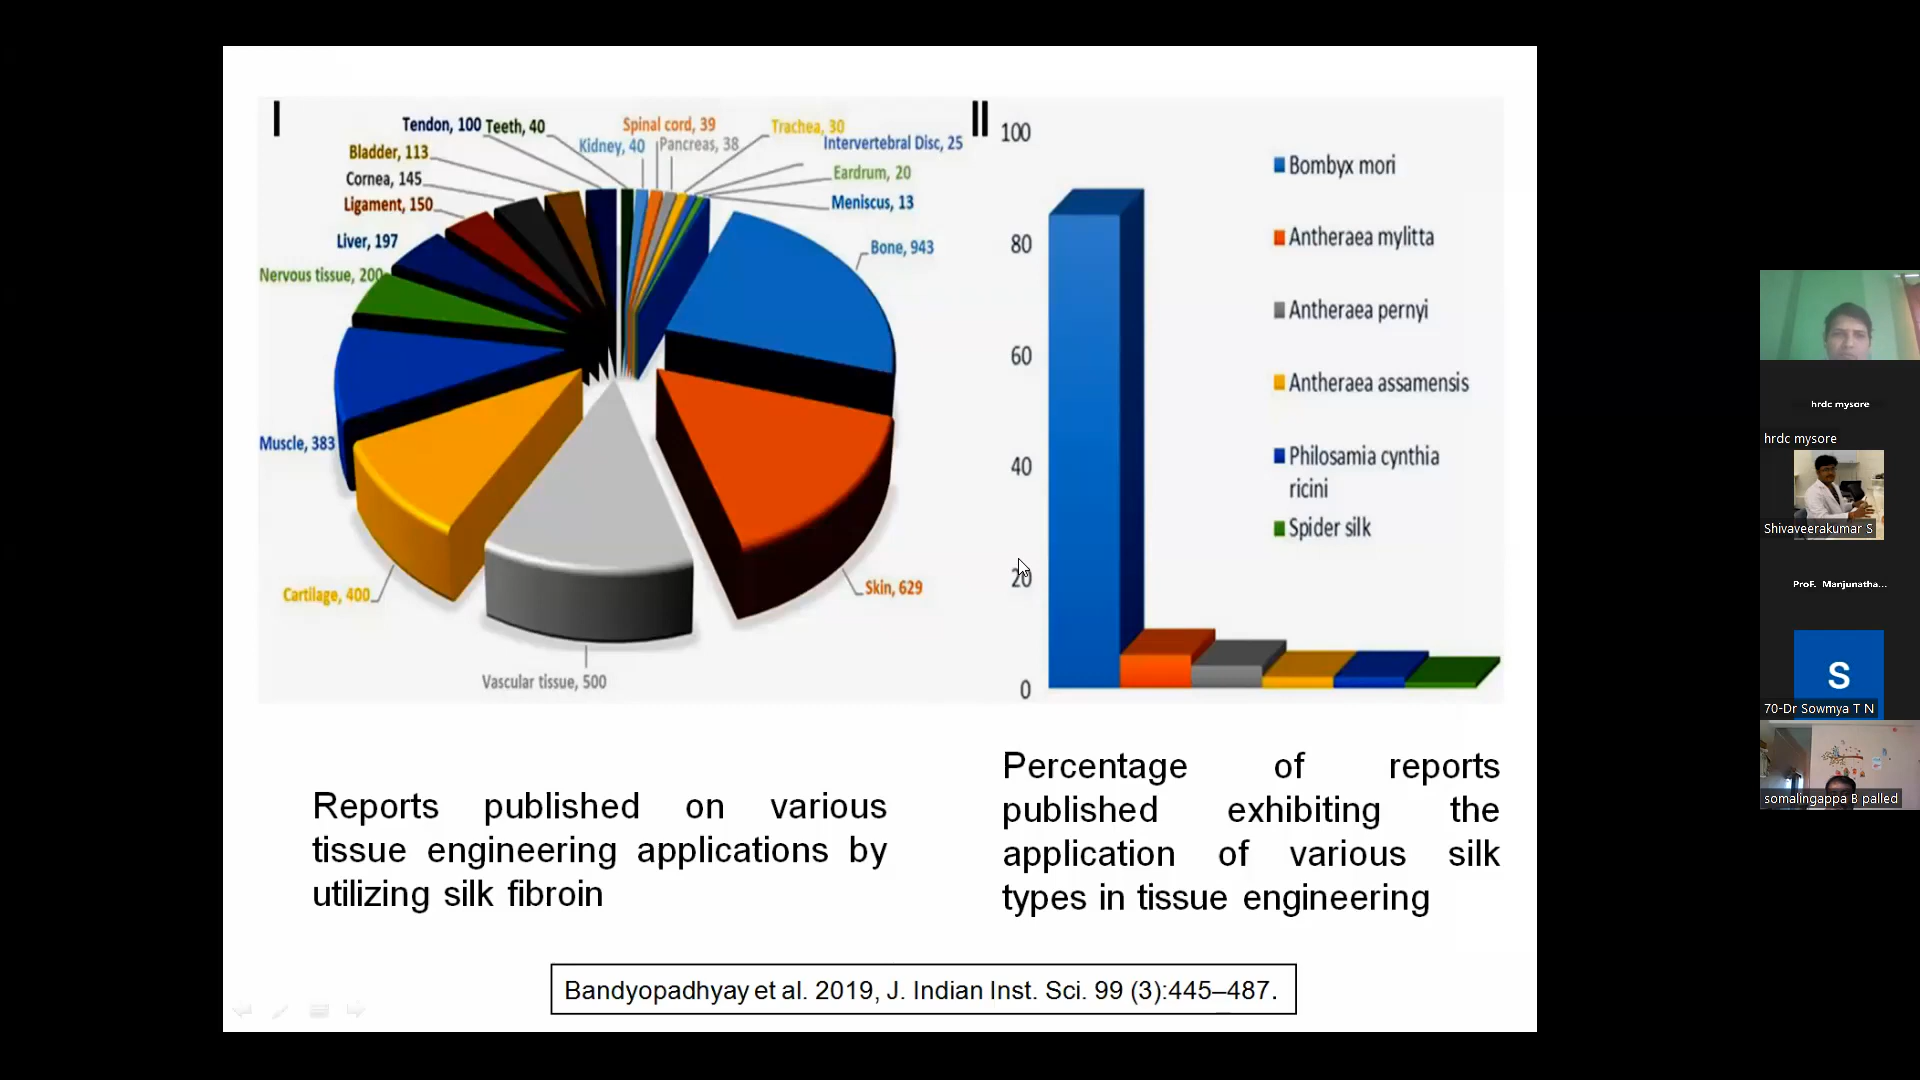 I
Tendon, 100
Teeth, 40
Spinal cord, 39
Trachea, 30
Kidney, 40
Pancreas, 38
Intervertebral Disc, 25
Bladder, 113
Eardrum, 20
Cornea, 145
Meniscus, 13
Ligament, 150
Liver, 197
Bone, 943
Nervous tissue, 200
Muscle, 383
Cartilage, 400
Skin, 629
Vascular tissue, 500
II
100
80
60
40
20
0
Bombyx mori
Antheraea mylitta
Antheraea pernyi
Antheraea assamensis
Philosamia cynthia
ricini
Spider silk
Reports published on various
tissue engineering applications by
utilizing silk fibroin
Percentage of reports
published exhibiting the
application of various silk
types in tissue engineering
Bandyopadhyay et al. 2019, J. Indian Inst. Sci. 99 (3):445–487.
hrdc mysore
hrdc mysore
Shivaveerakumar S
ProF. Manjunatha...
S
70-Dr Sowmya T N
somalingappa B palled